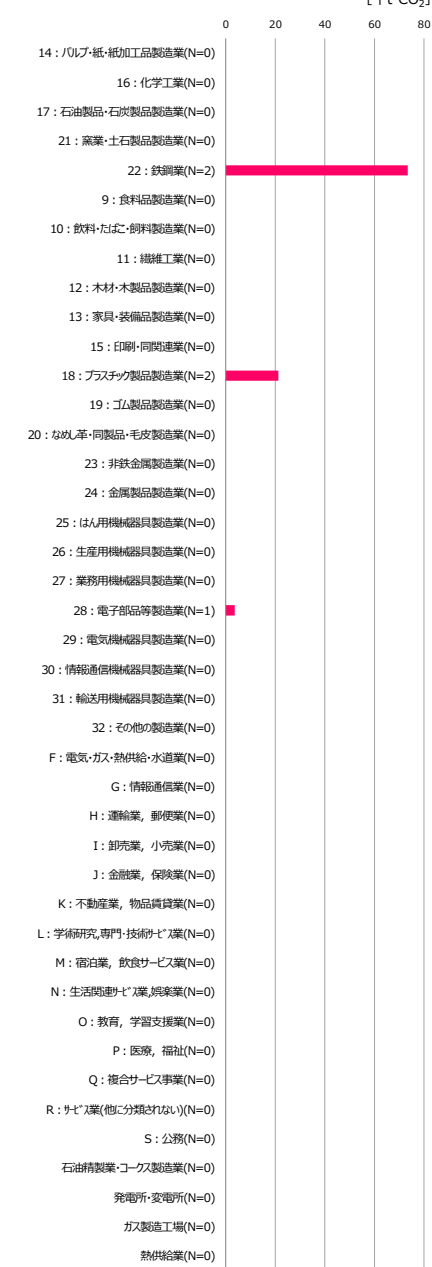 [千t-CO2]
0 20 40 60 80
14：パルプ・紙・紙加工品製造業(N=0)
16：化学工業(N=0)
17：石油製品・石炭製品製造業(N=0)
21：窯業・土石製品製造業(N=0)
22：鉄鋼業(N=2)
9：食料品製造業(N=0)
10：飲料・たばこ・飼料製造業(N=0)
11：繊維工業(N=0)
12：木材・木製品製造業(N=0)
13：家具・装備品製造業(N=0)
15：印刷・同関連業(N=0)
18：プラスチック製品製造業(N=2)
19：ゴム製品製造業(N=0)
20：なめし革・同製品・毛皮製造業(N=0)
23：非鉄金属製造業(N=0)
24：金属製品製造業(N=0)
25：はん用機械器具製造業(N=0)
26：生産用機械器具製造業(N=0)
27：業務用機械器具製造業(N=0)
28：電子部品等製造業(N=1)
29：電気機械器具製造業(N=0)
30：情報通信機械器具製造業(N=0)
31：輸送用機械器具製造業(N=0)
32：その他の製造業(N=0)
F：電気・ガス・熱供給・水道業(N=0)
G：情報通信業(N=0)
H：運輸業，郵便業(N=0)
I：卸売業，小売業(N=0)
J：金融業，保険業(N=0)
K：不動産業，物品賃貸業(N=0)
L：学術研究,専門・技術ｻｰﾋﾞｽ業(N=0)
M：宿泊業，飲食サービス業(N=0)
N：生活関連ｻｰﾋﾞｽ業,娯楽業(N=0)
O：教育，学習支援業(N=0)
P：医療，福祉(N=0)
Q：複合サービス事業(N=0)
R：ｻｰﾋﾞｽ業(他に分類されない)(N=0)
S：公務(N=0)
石油精製業・コークス製造業(N=0)
発電所・変電所(N=0)
ガス製造工場(N=0)
熱供給業(N=0)